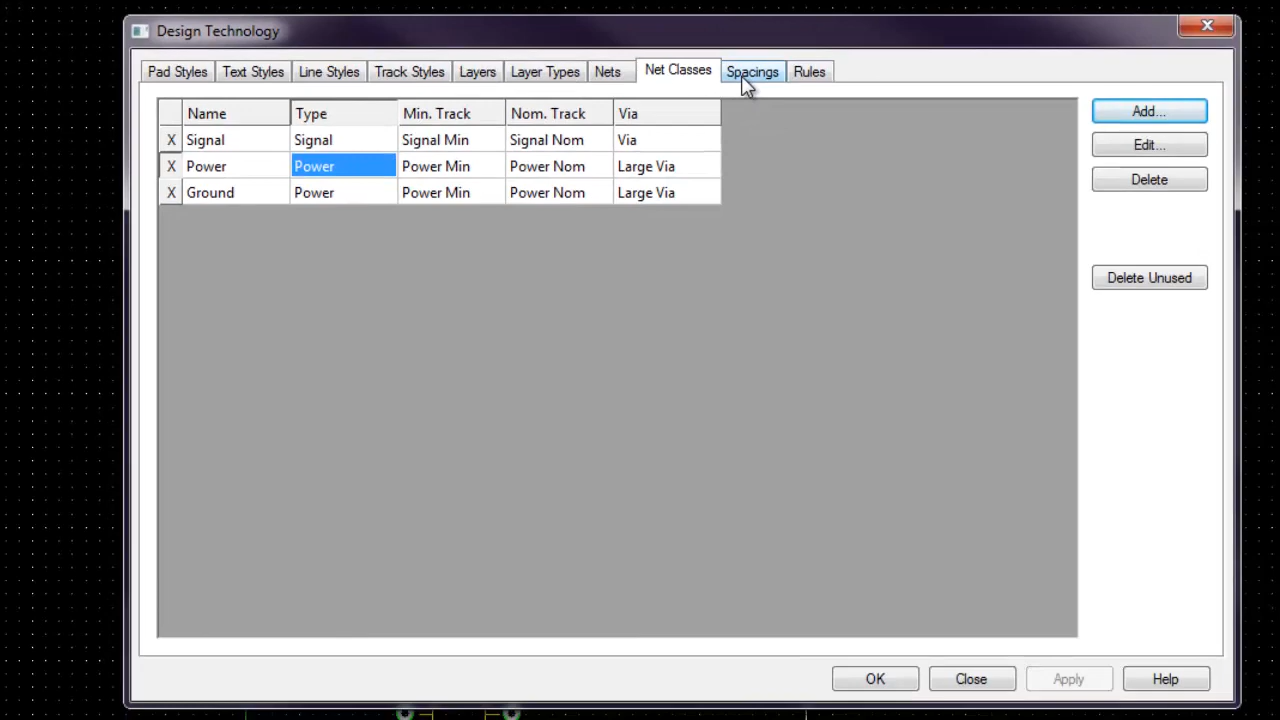 Design Technology
Pad Styles Text Styles Line Styles Track Styles Layers Layer Types Nets Net Classes Spacings Rules
Name Type Min. Track Nom. Track Via
X Signal Signal Signal Min Signal Nom Via
X Power Power Power Min Power Nom Large Via
X Ground Power Power Min Power Nom Large Via
Add...
Edit...
Delete
Delete Unused
OK Close Apply Help